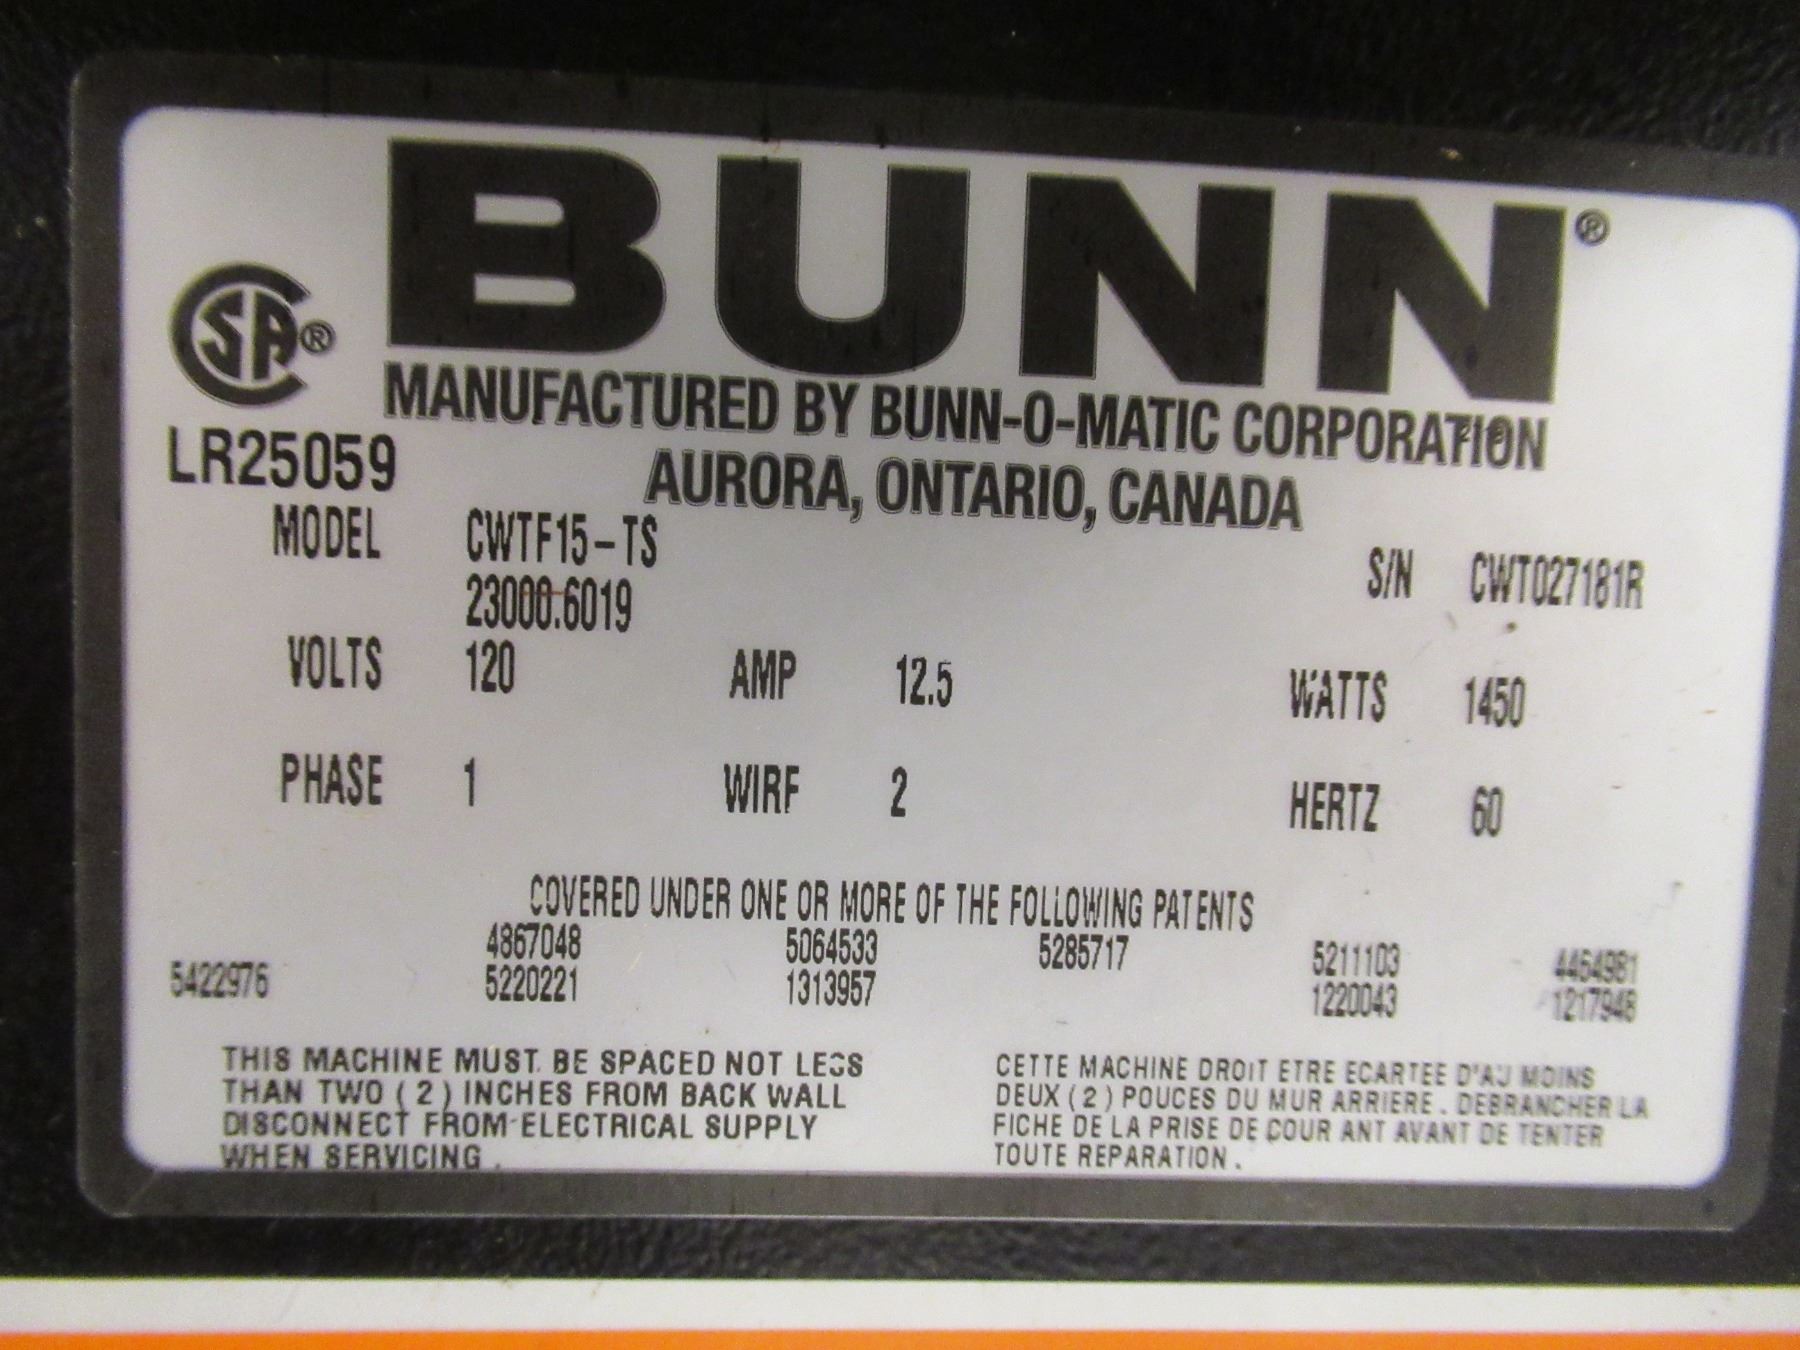 BUNN®
SA®
MANUFACTURED BY BUNN-O-MATIC CORPORATION
LR25059
AURORA, ONTARIO, CANADA
MODEL CWTF15-TS
23000.6019
S/N CWT027181R
VOLTS 120 AMP 12.5 WATTS 1450
PHASE 1 WIRE 2 HERTZ 60
COVERED UNDER ONE OR MORE OF THE FOLLOWING PATENTS
4867048 5064533 5285717 5211103 4464981
5422976 5220221 1313957 1220043 1217948
THIS MACHINE MUST BE SPACED NOT LESS
THAN TWO (2) INCHES FROM BACK WALL
DISCONNECT FROM ELECTRICAL SUPPLY
WHEN SERVICING.
CETTE MACHINE DROIT ETRE ECARTEE D'AU MOINS
DEUX (2) POUCES DU MUR ARRIERE. DEBRANCHER LA
FICHE DE LA PRISE DE COUR ANT AVANT DE TENTER
TOUTE REPARATION.